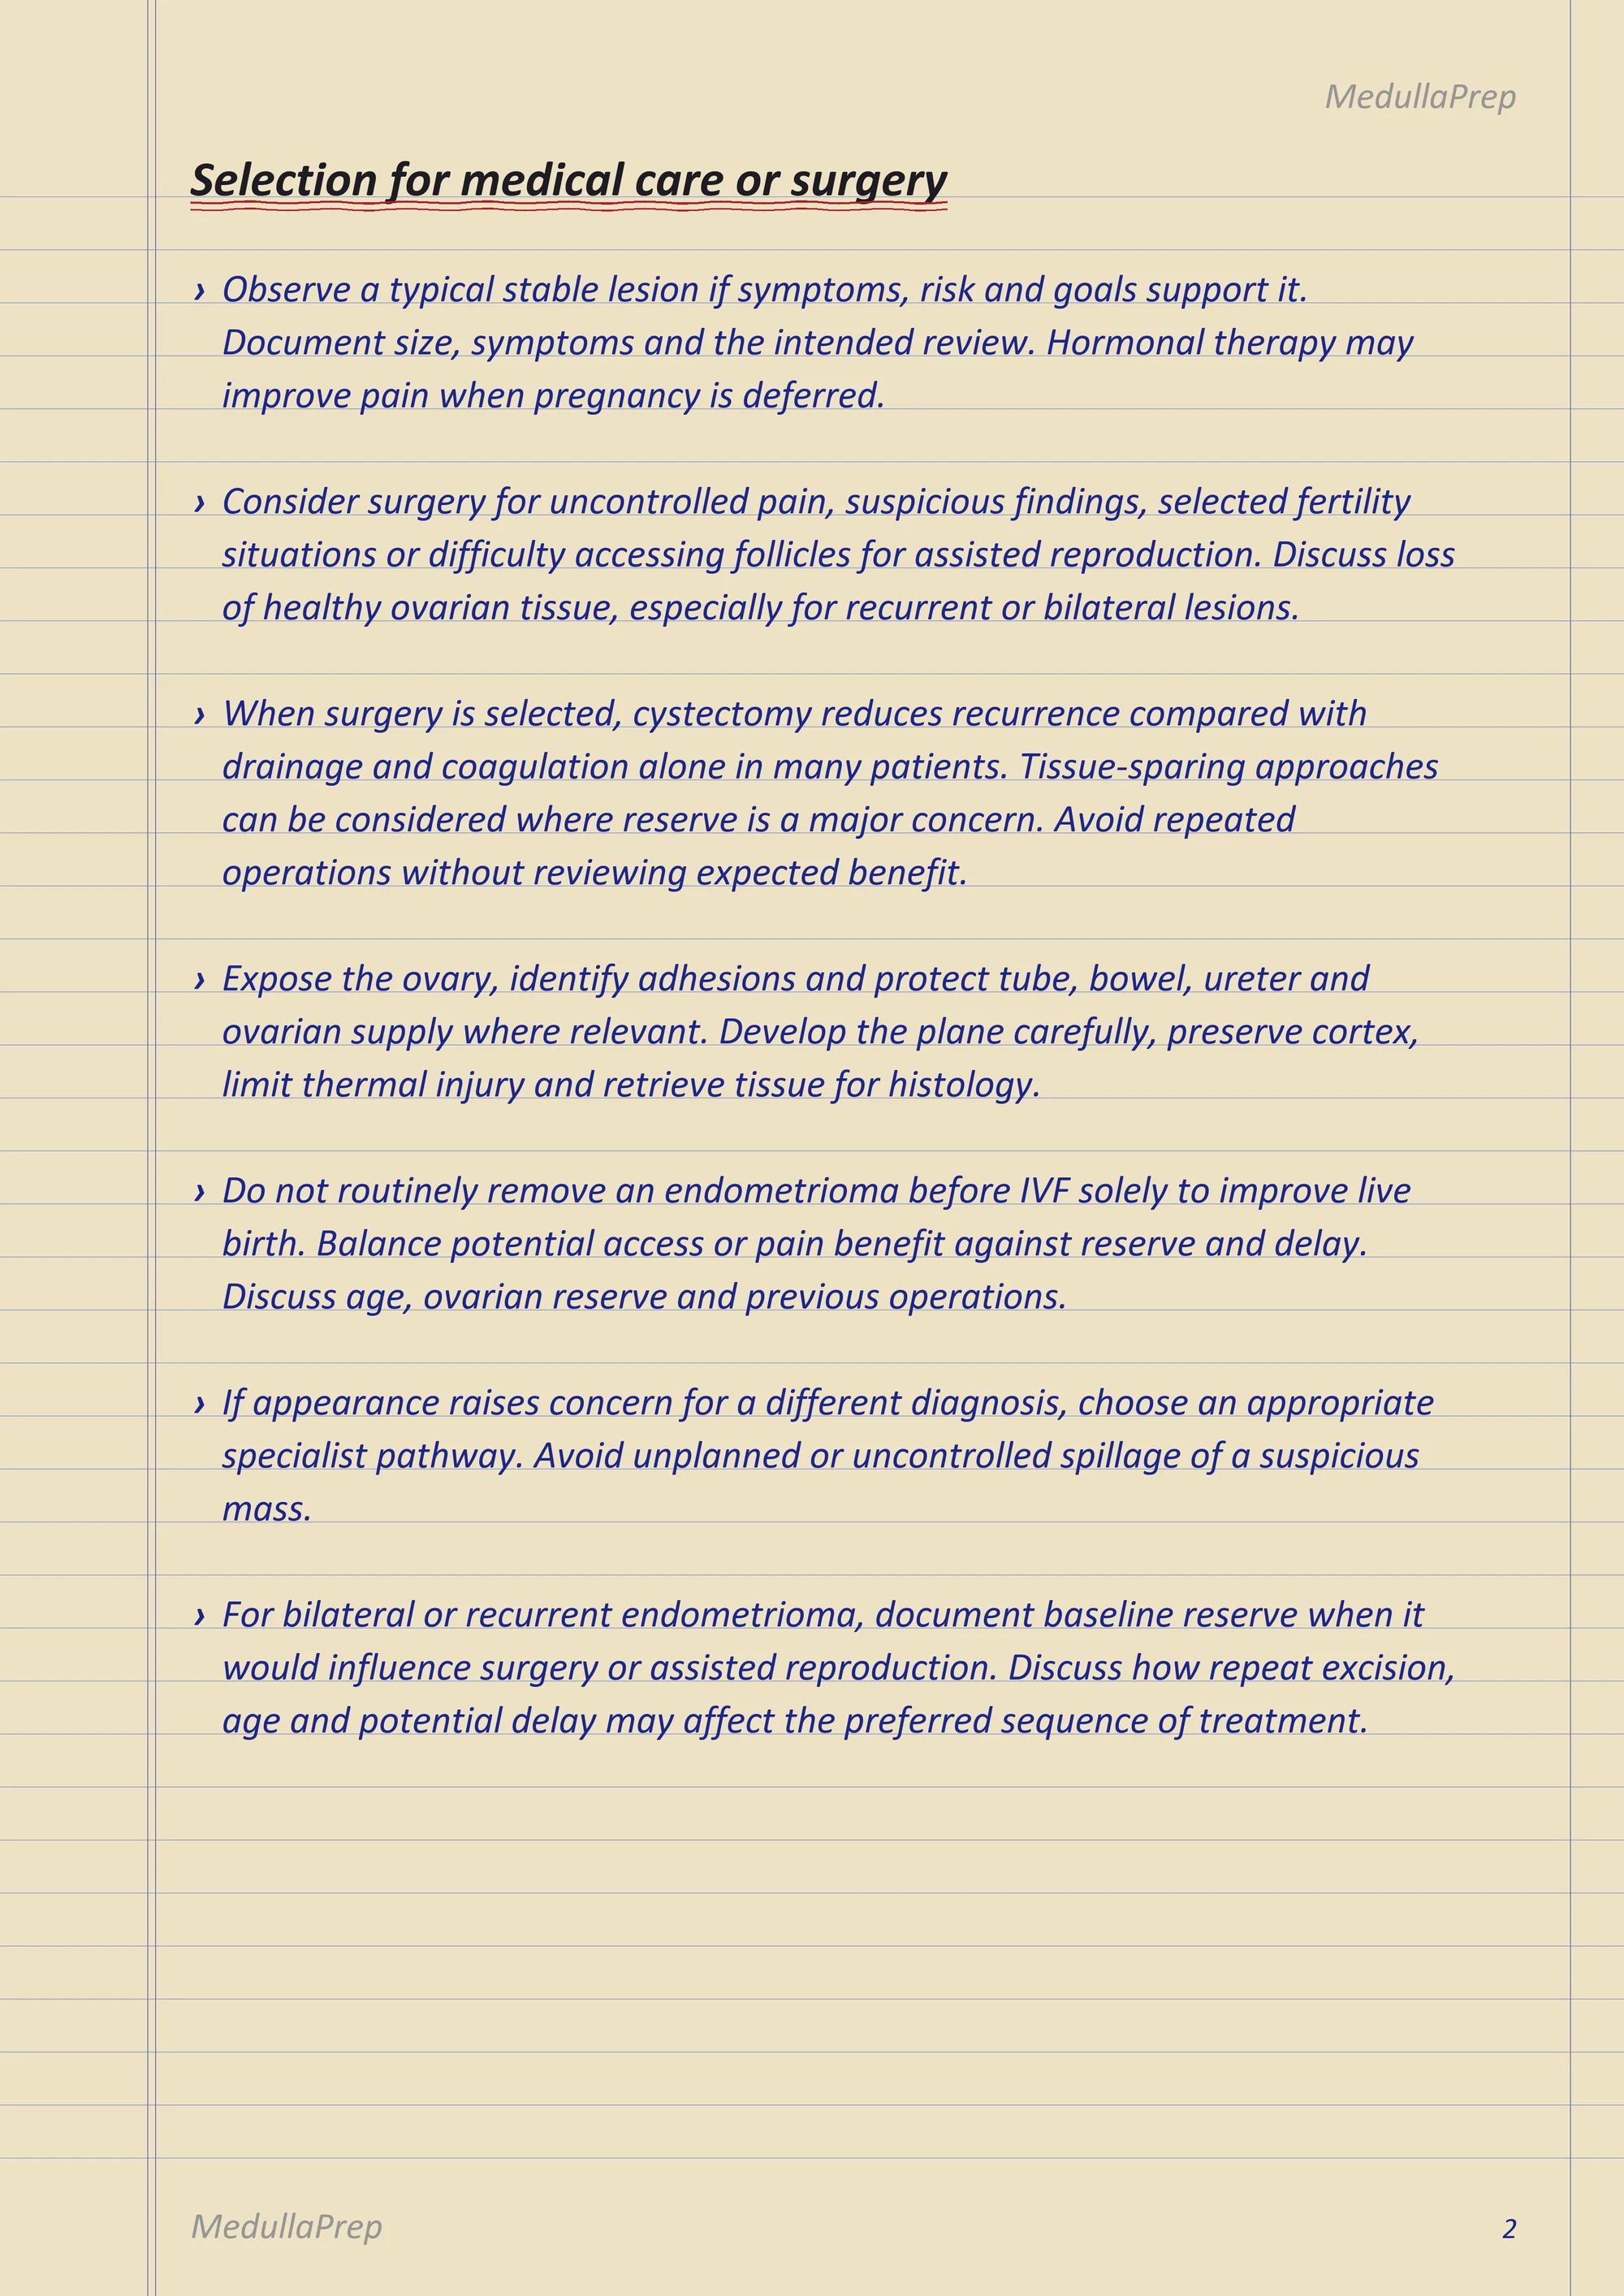 MedullaPrep
Selection for medical care or surgery
› Observe a typical stable lesion if symptoms, risk and goals support it.
Document size, symptoms and the intended review. Hormonal therapy may
improve pain when pregnancy is deferred.
› Consider surgery for uncontrolled pain, suspicious findings, selected fertility
situations or difficulty accessing follicles for assisted reproduction. Discuss loss
of healthy ovarian tissue, especially for recurrent or bilateral lesions.
› When surgery is selected, cystectomy reduces recurrence compared with
drainage and coagulation alone in many patients. Tissue-sparing approaches
can be considered where reserve is a major concern. Avoid repeated
operations without reviewing expected benefit.
› Expose the ovary, identify adhesions and protect tube, bowel, ureter and
ovarian supply where relevant. Develop the plane carefully, preserve cortex,
limit thermal injury and retrieve tissue for histology.
› Do not routinely remove an endometrioma before IVF solely to improve live
birth. Balance potential access or pain benefit against reserve and delay.
Discuss age, ovarian reserve and previous operations.
› If appearance raises concern for a different diagnosis, choose an appropriate
specialist pathway. Avoid unplanned or uncontrolled spillage of a suspicious
mass.
› For bilateral or recurrent endometrioma, document baseline reserve when it
would influence surgery or assisted reproduction. Discuss how repeat excision,
age and potential delay may affect the preferred sequence of treatment.
MedullaPrep
2